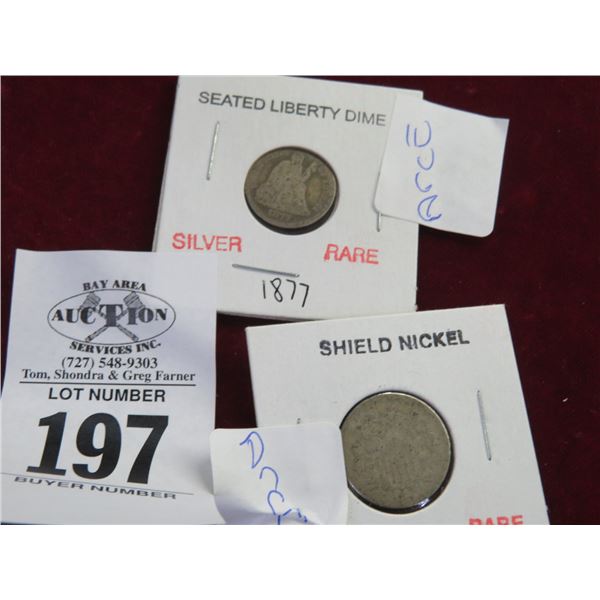 SEATED LIBERTY DIME
SILVER RARE
1877
BAY AREA
AUCTION
SERVICES INC.
(727) 548-9303
Tom, Shondra & Greg Farner
LOT NUMBER
197
BUYER NUMBER
SHIELD NICKEL
RARE